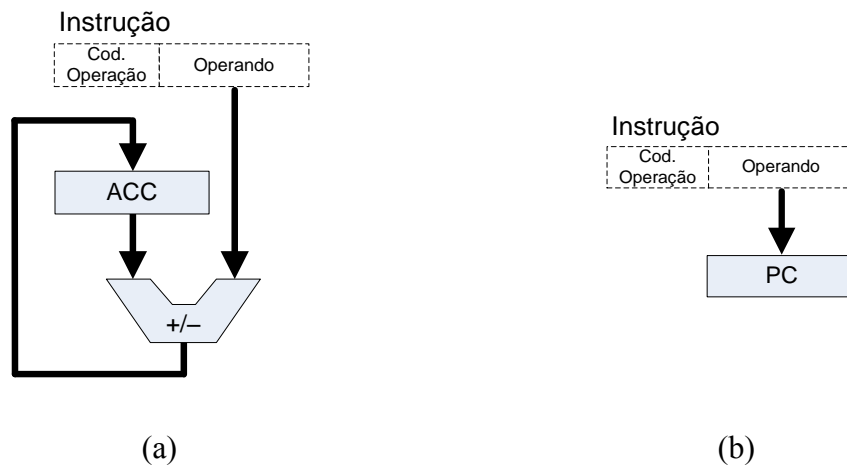 Instrução
Cod.
Operação
Operando
ACC
+/–
(a)
Instrução
Cod.
Operação
Operando
PC
(b)